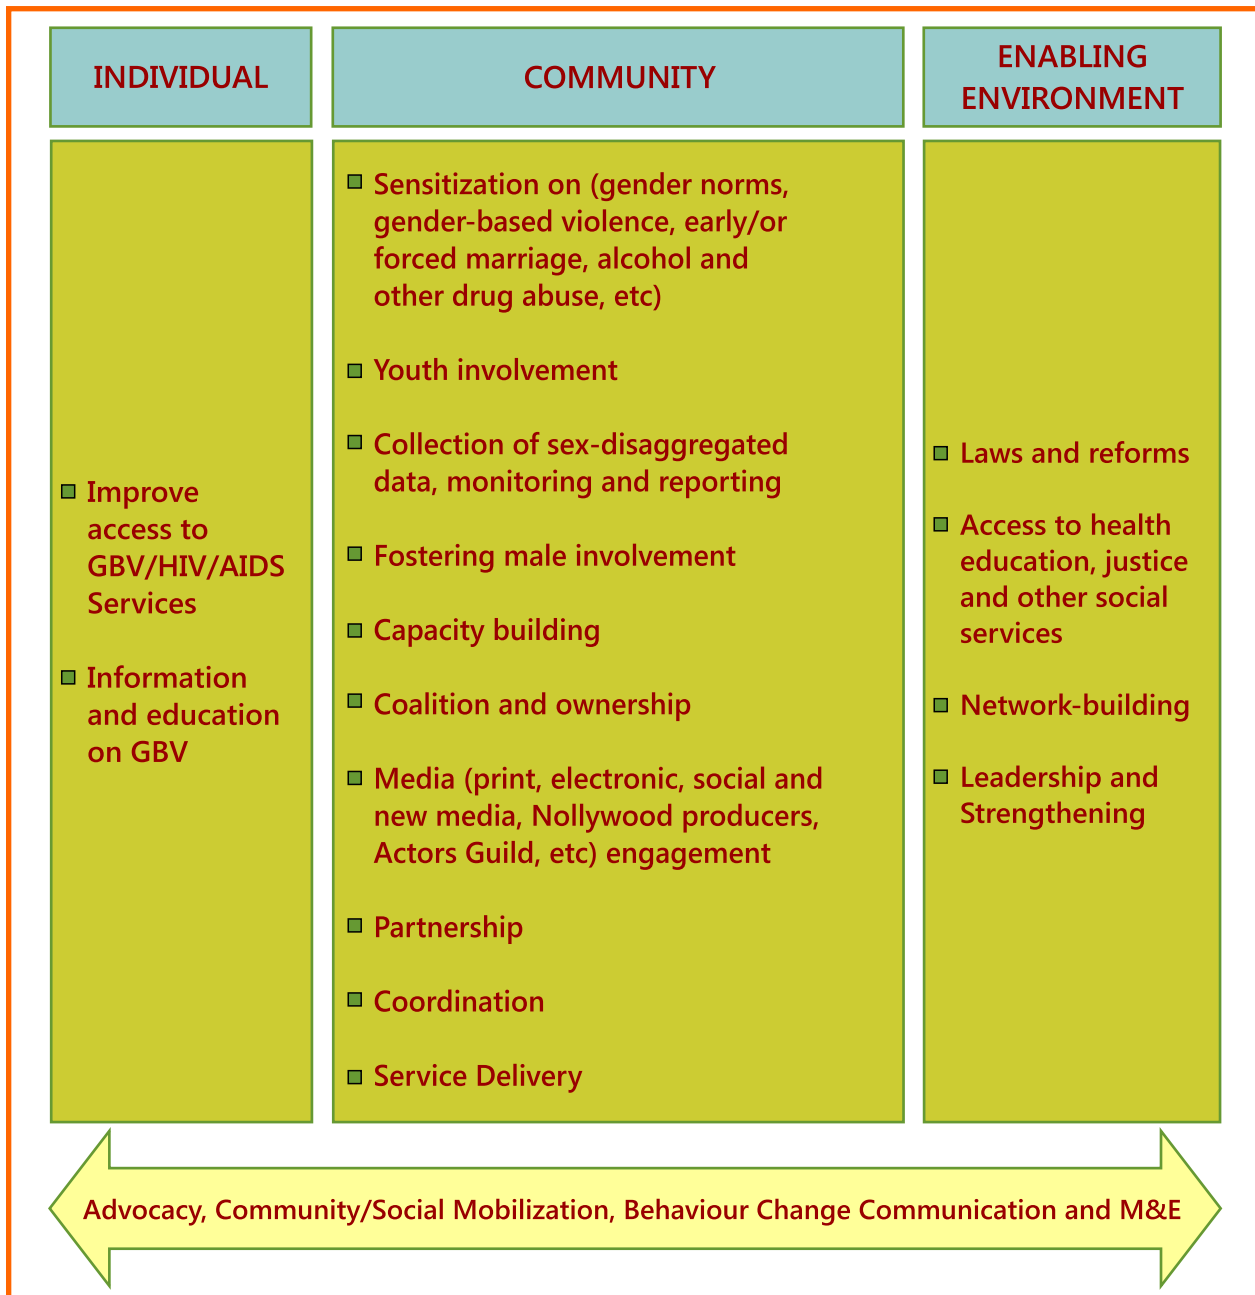 INDIVIDUAL
Improve
access to
GBV/HIV/AIDS
Services
Information
and education
on GBV
COMMUNITY
Sensitization on (gender norms,
gender-based violence, early/or
forced marriage, alcohol and
other drug abuse, etc)
Youth involvement
Collection of sex-disaggregated
data, monitoring and reporting
Fostering male involvement
Capacity building
Coalition and ownership
Media (print, electronic, social and
new media, Nollywood producers,
Actors Guild, etc) engagement
Partnership
Coordination
Service Delivery
ENABLING
ENVIRONMENT
Laws and reforms
Access to health
education, justice
and other social
services
Network-building
Leadership and
Strengthening
Advocacy, Community/Social Mobilization, Behaviour Change Communication and M&E